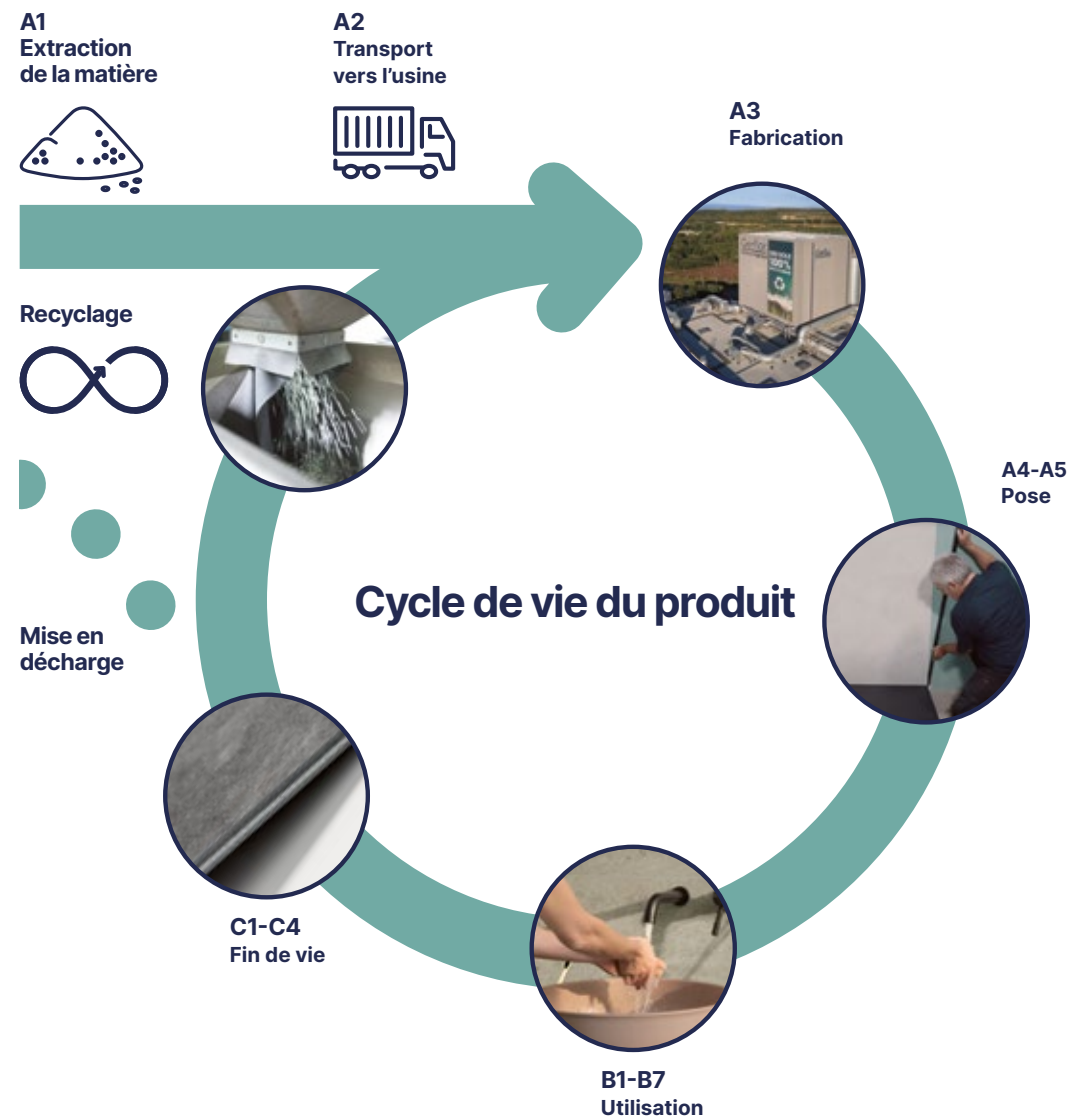 A1
Extraction
de la matière
A2
Transport
vers l'usine
A3
Fabrication
100%
Recyclage
A4-A5
Pose
Cycle de vie du produit
Mise en
décharge
C1-C4
Fin de vie
B1-B7
Utilisation